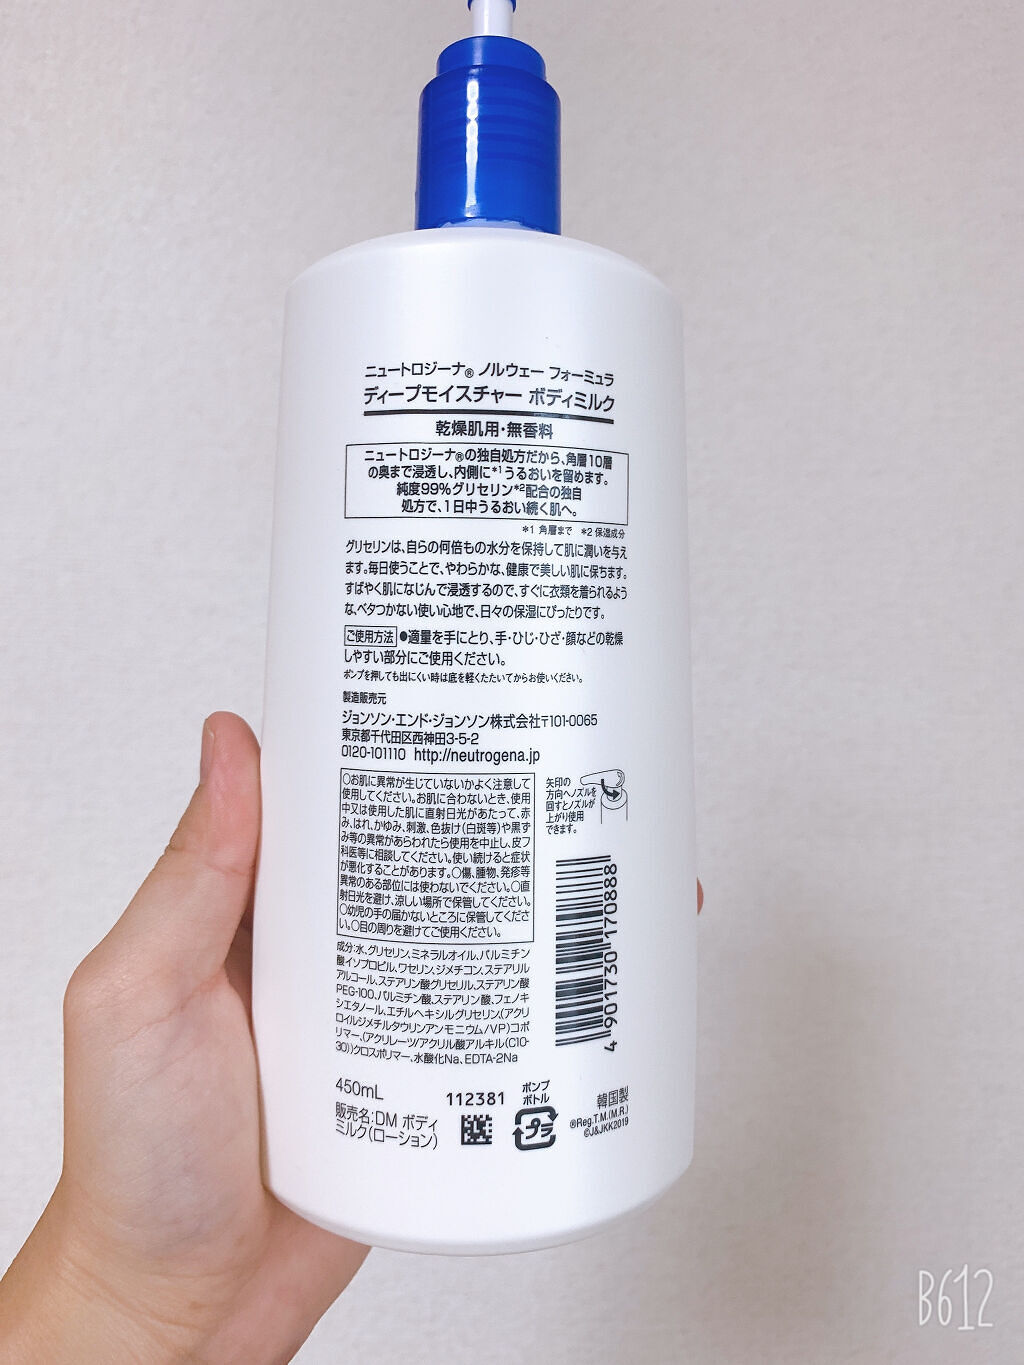 ニュートロジーナ® ノルウェー フォーミュラ
ディープモイスチャー ボディミルク
乾燥肌用・無香料
ニュートロジーナ®の独自処方だから、角層10層
の奥まで浸透し、内側に*1うるおいを留めます。
純度99%グリセリン*2配合の独自
処方で、1日中うるおい続く肌へ。
*1 角層まで *2 保湿成分
グリセリンは、自らの何倍もの水分を保持して肌に潤いを与え
ます。毎日使うことで、やわらかな、健康で美しい肌に保ちます。
すばやく肌になじんで浸透するので、すぐに衣類を着られるよう
な、ベタつかない使い心地で、日々の保湿にぴったりです。
ご使用方法 ●適量を手にとり、手・ひじ・ひざ・顔などの乾燥
しやすい部分にご使用ください。
ポンプを押しても出にくい時は底を軽くたたいてからお使いください。
製造販売元
ジョンソン・エンド・ジョンソン株式会社〒101-0065
東京都千代田区西神田3-5-2
0120-101110 http://neutrogena.jp
○お肌に異常が生じていないかよく注意して
使用してください。お肌に合わないとき、使用
中又は使用した肌に直射日光があたって、赤
み、はれ、かゆみ、刺激、色抜け(白斑等)や黒ず
み等の異常があらわれたら使用を中止し、皮フ
科医等に相談してください。使い続けると症状
が悪化することがあります。○傷、腫物、発疹等
異常のある部位には使わないでください。○直
射日光を避け、涼しい場所で保管してください。
○幼児の手の届かないところに保管してくださ
い。○目の周りを避けてご使用ください。
矢印の
方向へノズルを
回すとノズルが
上がり使用
できます。
4 901730 170888
成分:水、グリセリン、ミネラルオイル、パルミチン
酸イソプロピル、ワセリン、ジメチコン、ステアリル
アルコール、ステアリン酸グリセリル、ステアリン酸
PEG-100、パルミチン酸、ステアリン酸、フェノキ
シエタノール、エチルヘキシルグリセリン、(アクリ
ロイルジメチルタウリンアンモニウム/VP)コポ
リマー、(アクリレーツ/アクリル酸アルキル(C10-
30))クロスポリマー、水酸化Na、EDTA-2Na
450mL
販売名:DM ボディ
ミルク(ローション)
112381
ポンプ
ボトル
プラ
韓国製
®Reg.T.M.(M.R.)
©J&JKK2019
B612